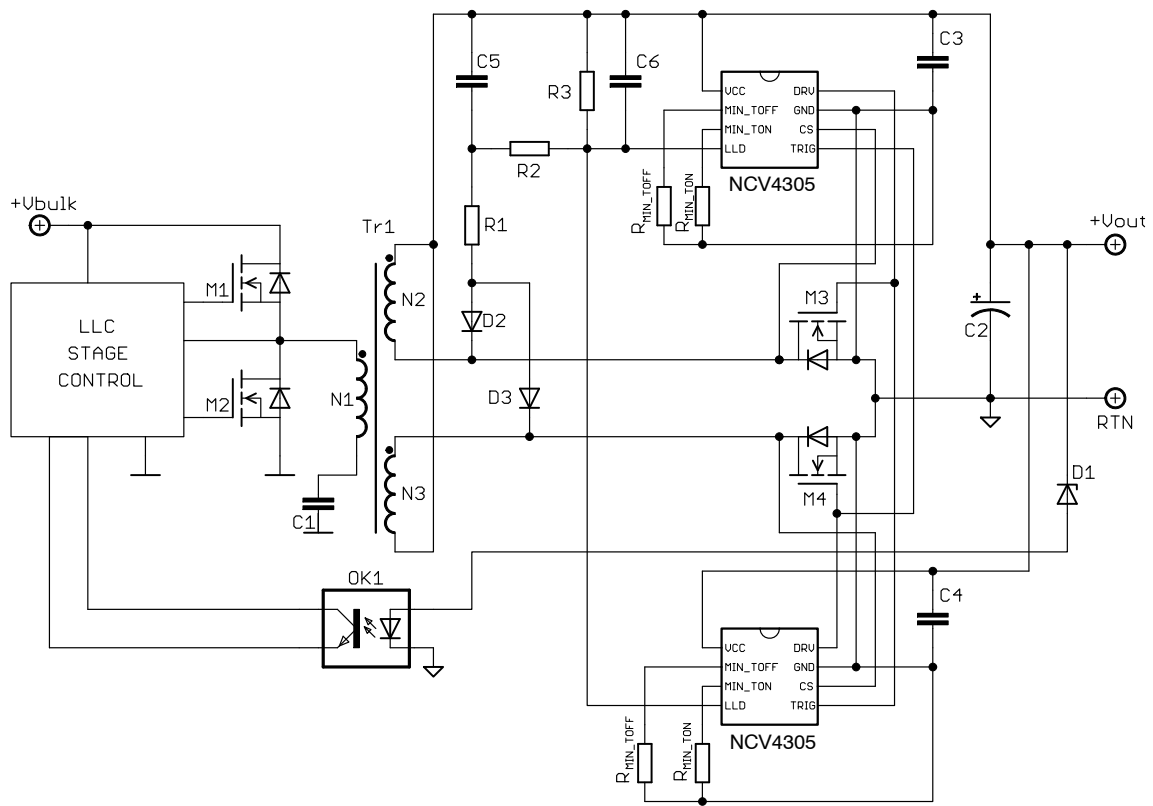 C5
R3
C6
C3
VCC
MIN_TOFF
MIN_TON
LLD
DRV
GND
CS
TRIG
NCV4305
R2
RMIN_TOFF
RMIN_TON
+Vbulk
R1
Tr1
+Vout
M1
N2
D2
M3
C2
LLC
STAGE
CONTROL
M2
N1
D3
RTN
N3
M4
D1
C1
OK1
C4
VCC
MIN_TOFF
MIN_TON
LLD
DRV
GND
CS
TRIG
NCV4305
RMIN_TOFF
RMIN_TON